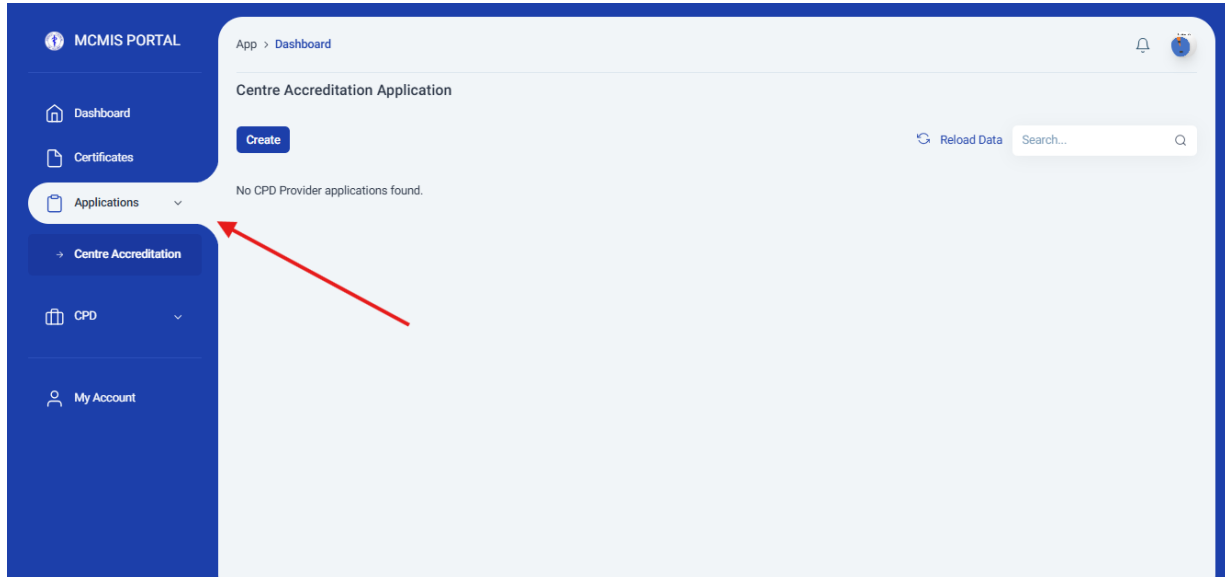 MCMIS PORTAL
Dashboard
Certificates
Applications
Centre Accreditation
CPD
My Account
App > Dashboard
Centre Accreditation Application
Create
Reload Data
Search...
No CPD Provider applications found.